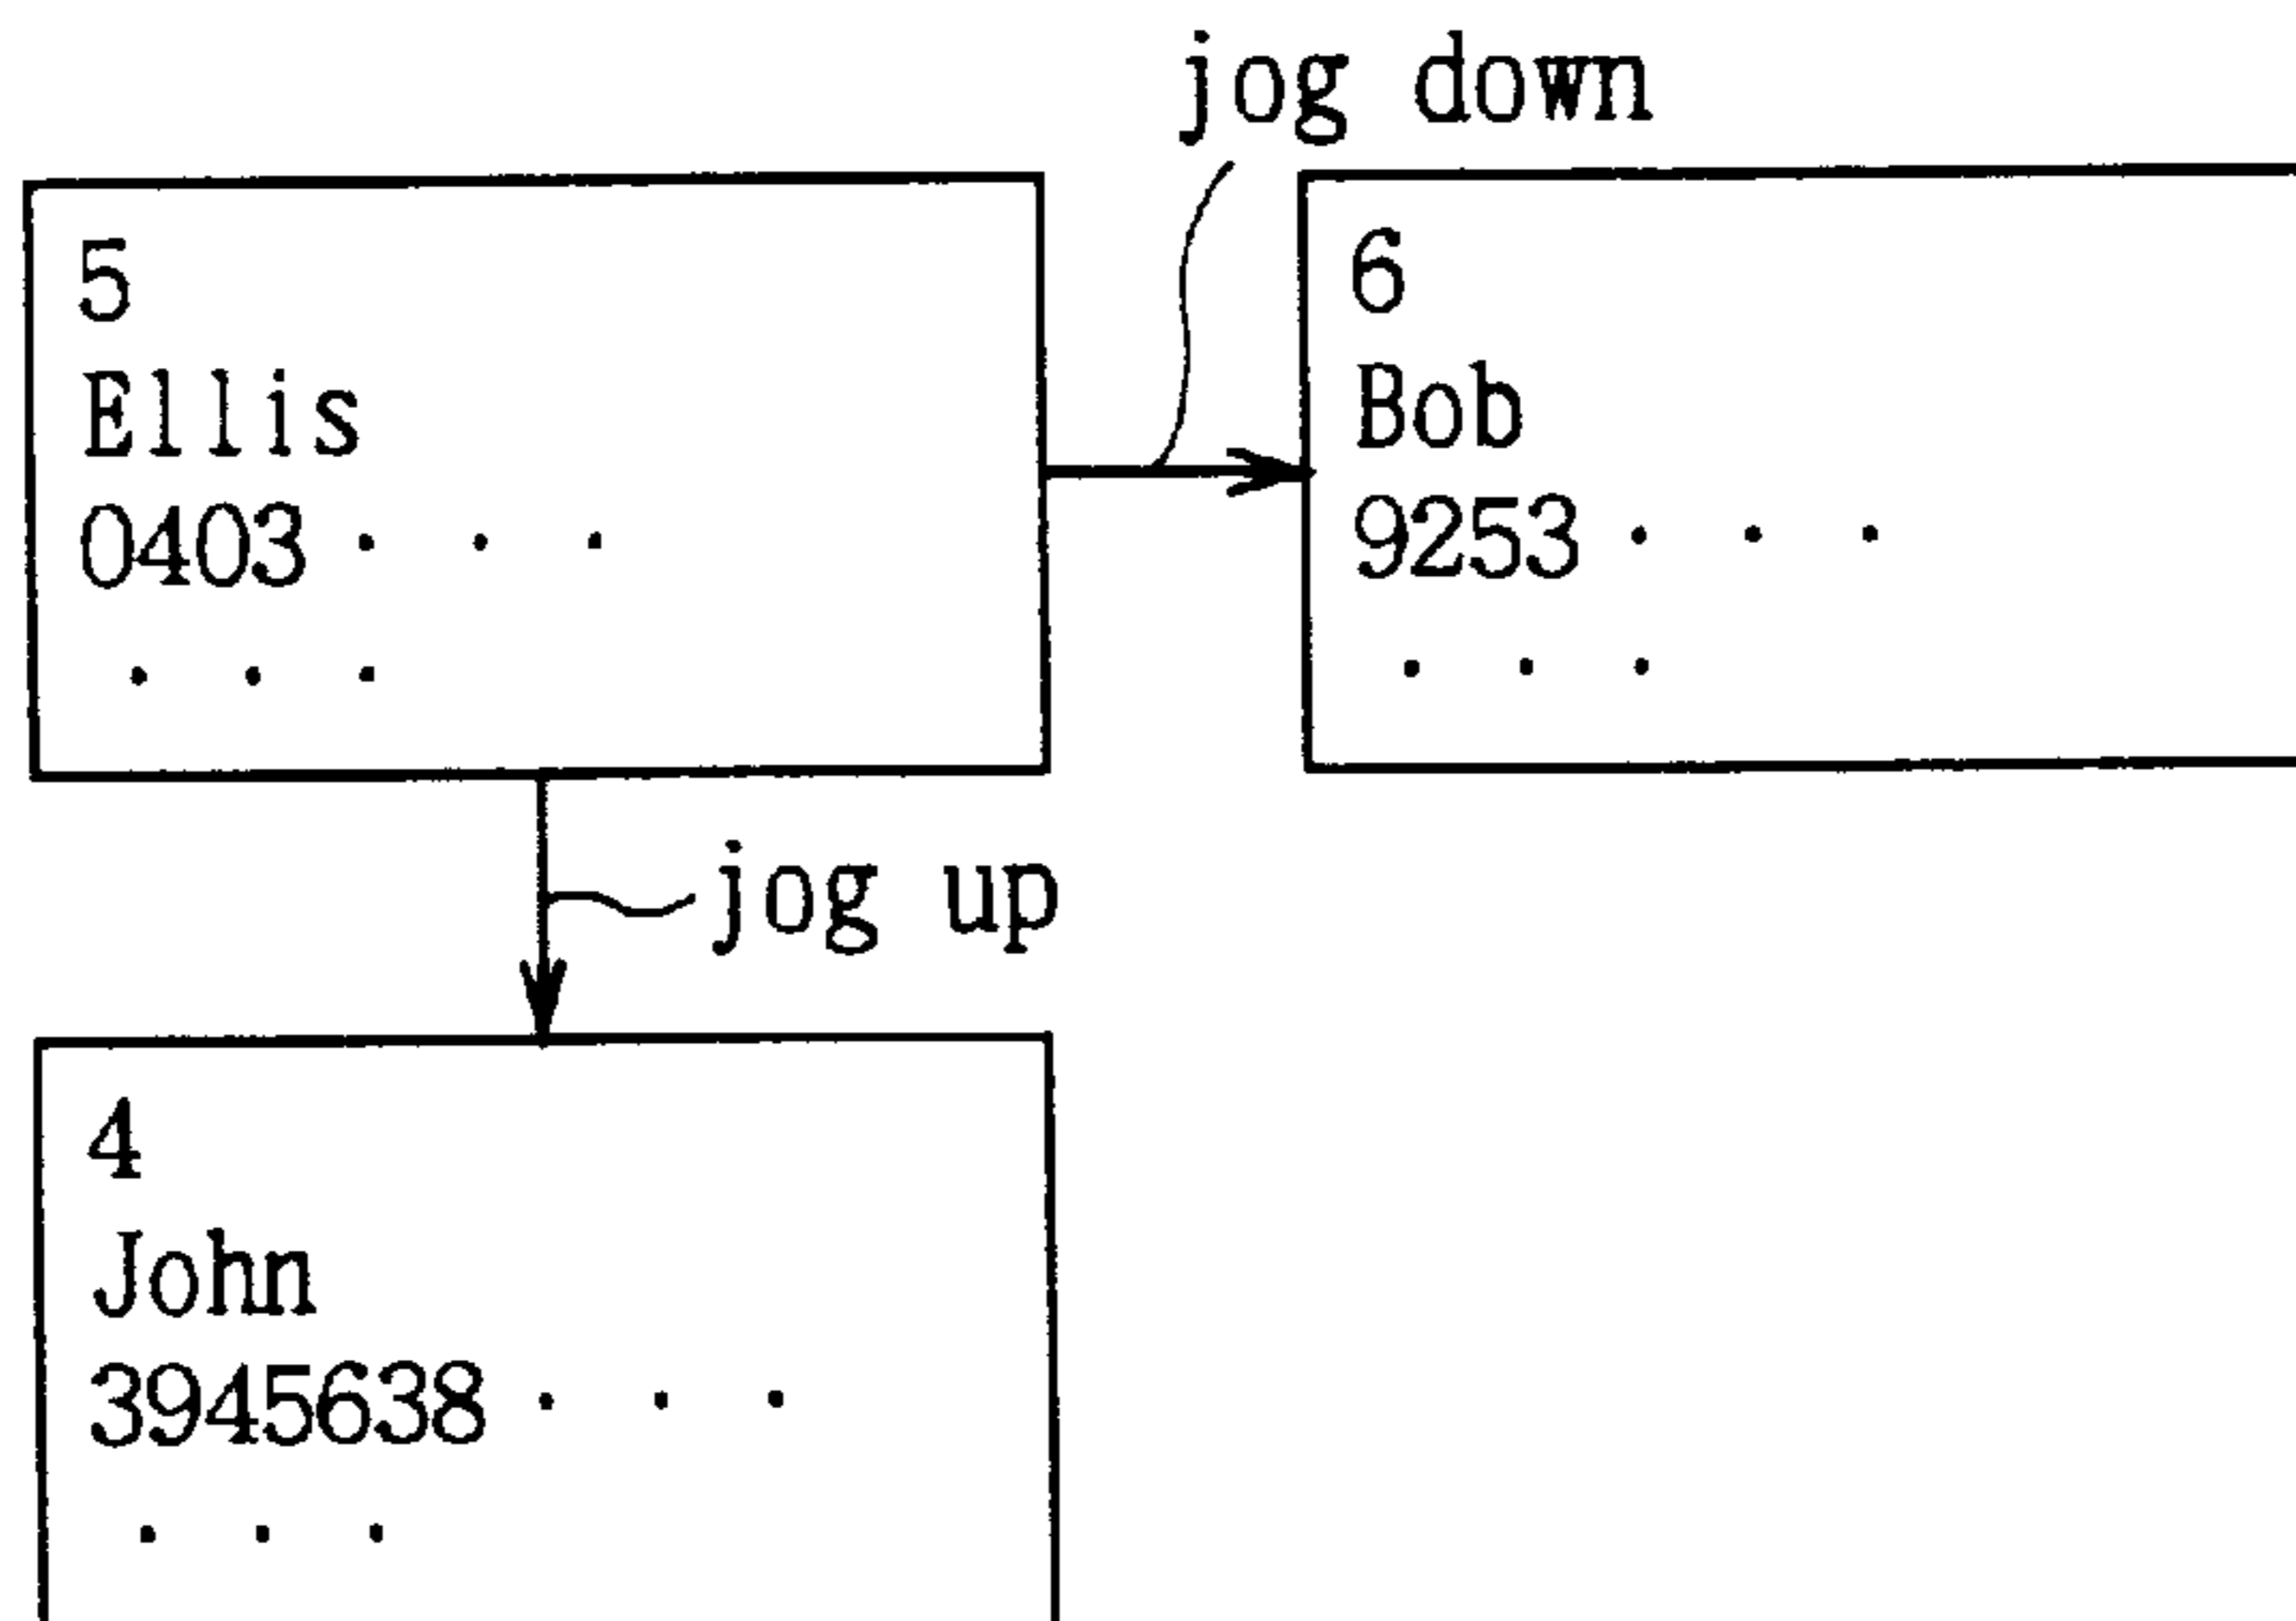 jog down
5
Ellis
0403 · · ·
· · ·
6
Bob
9253 · · ·
· · ·
jog up
4
John
3945638 · · ·
· · ·